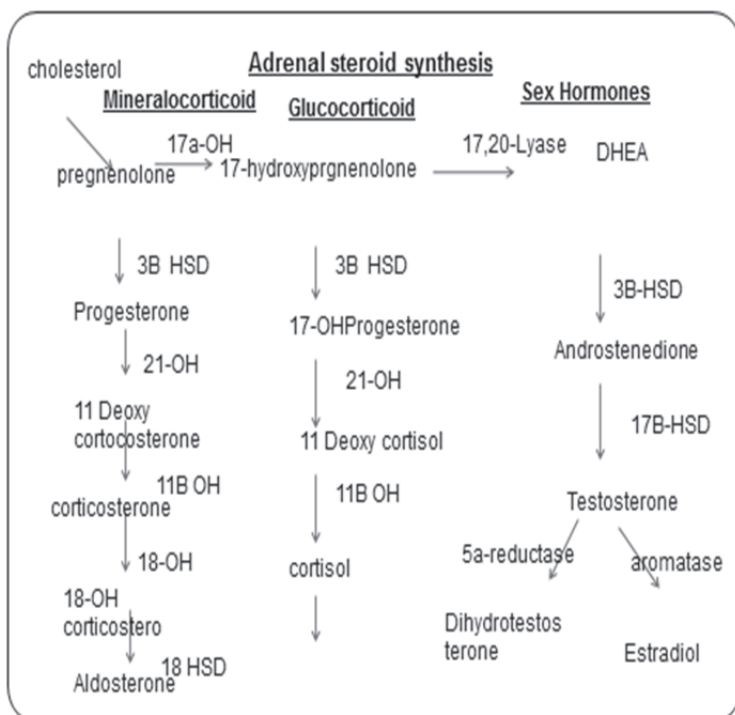 Adrenal steroid synthesis
cholesterol
Mineralocorticoid
Glucocorticoid
Sex Hormones
17a-OH
17,20-Lyase
DHEA
pregnenolone
17-hydroxyprgnenolone
3B HSD
3B HSD
3B-HSD
Progesterone
17-OHProgesterone
Androstenedione
21-OH
21-OH
17B-HSD
11 Deoxy
cortocosterone
11 Deoxy cortisol
11B OH
11B OH
corticosterone
Testosterone
18-OH
cortisol
5a-reductase
aromatase
18-OH
corticostero
Dihydrotestos
terone
Estradiol
18 HSD
Aldosterone